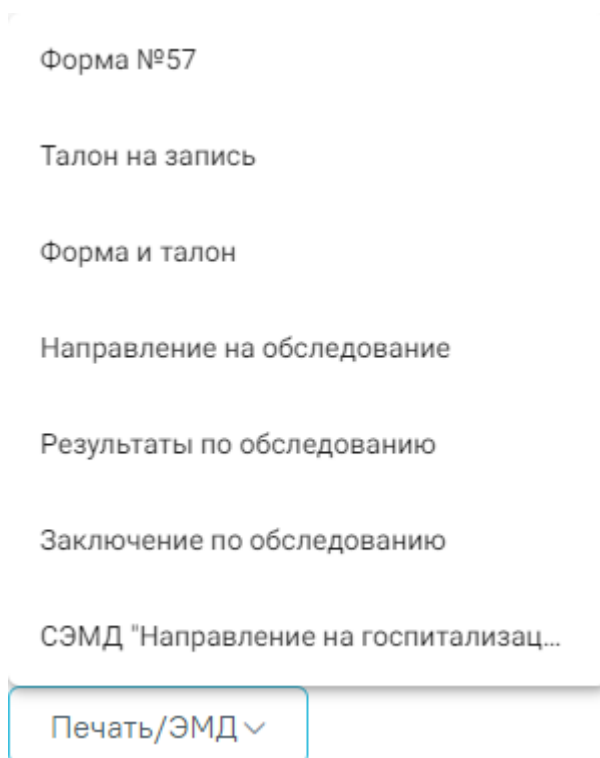 Форма №57
Талон на запись
Форма и талон
Направление на обследование
Результаты по обследованию
Заключение по обследованию
СЭМД "Направление на госпитализац...
Печать/ЭМД